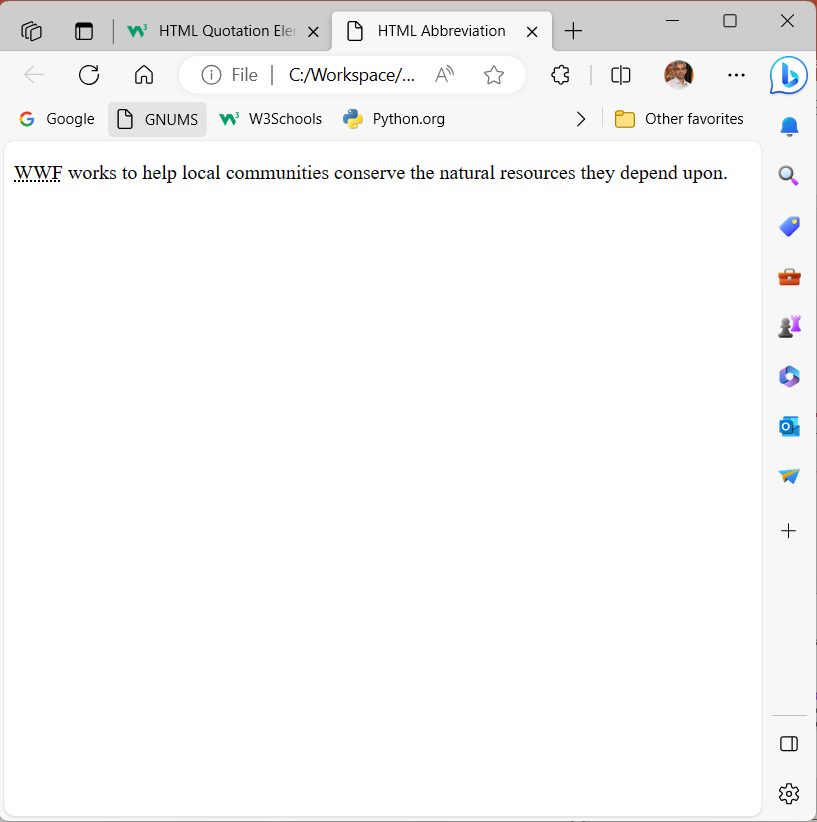 HTML Quotation Ele
HTML Abbreviation
File
C:/Workspace/...
Google
GNUMS
W3Schools
Python.org
Other favorites
WWF works to help local communities conserve the natural resources they depend upon.